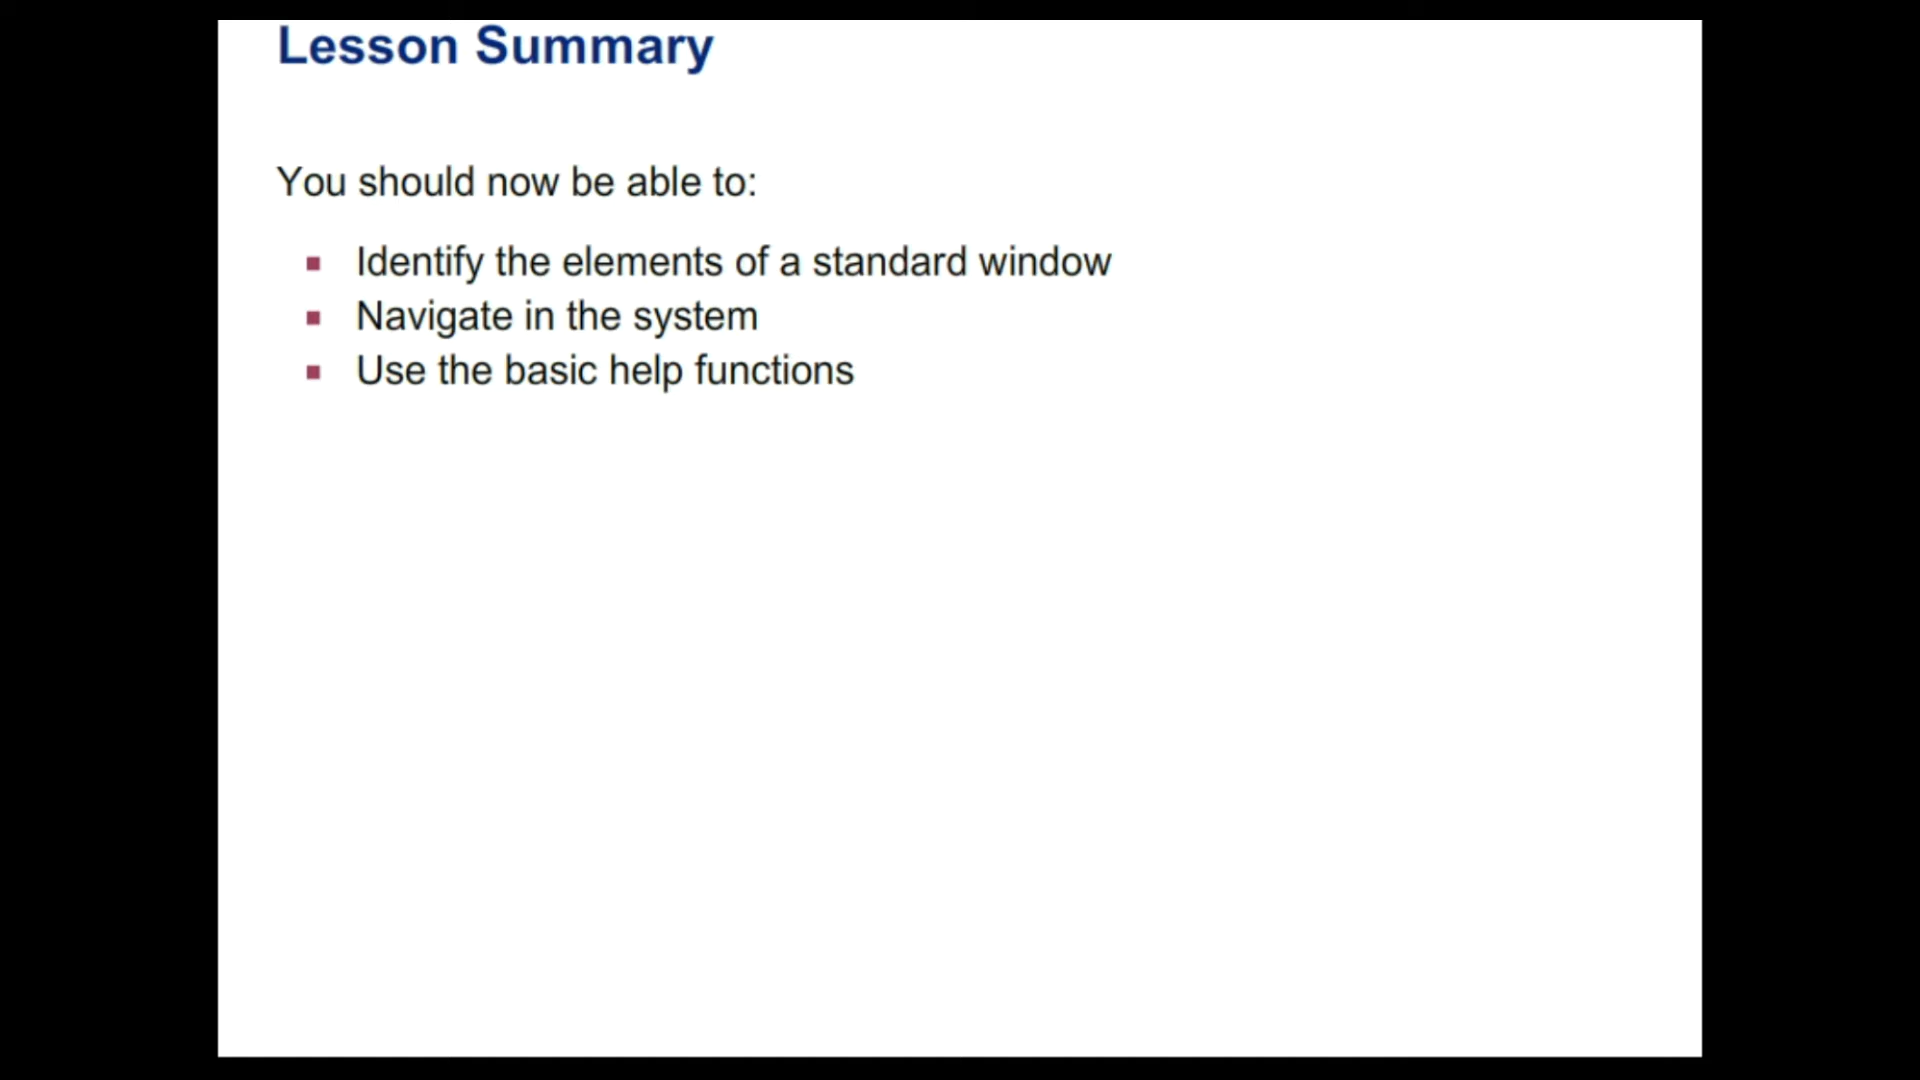 Lesson Summary
You should now be able to:
Identify the elements of a standard window
Navigate in the system
Use the basic help functions